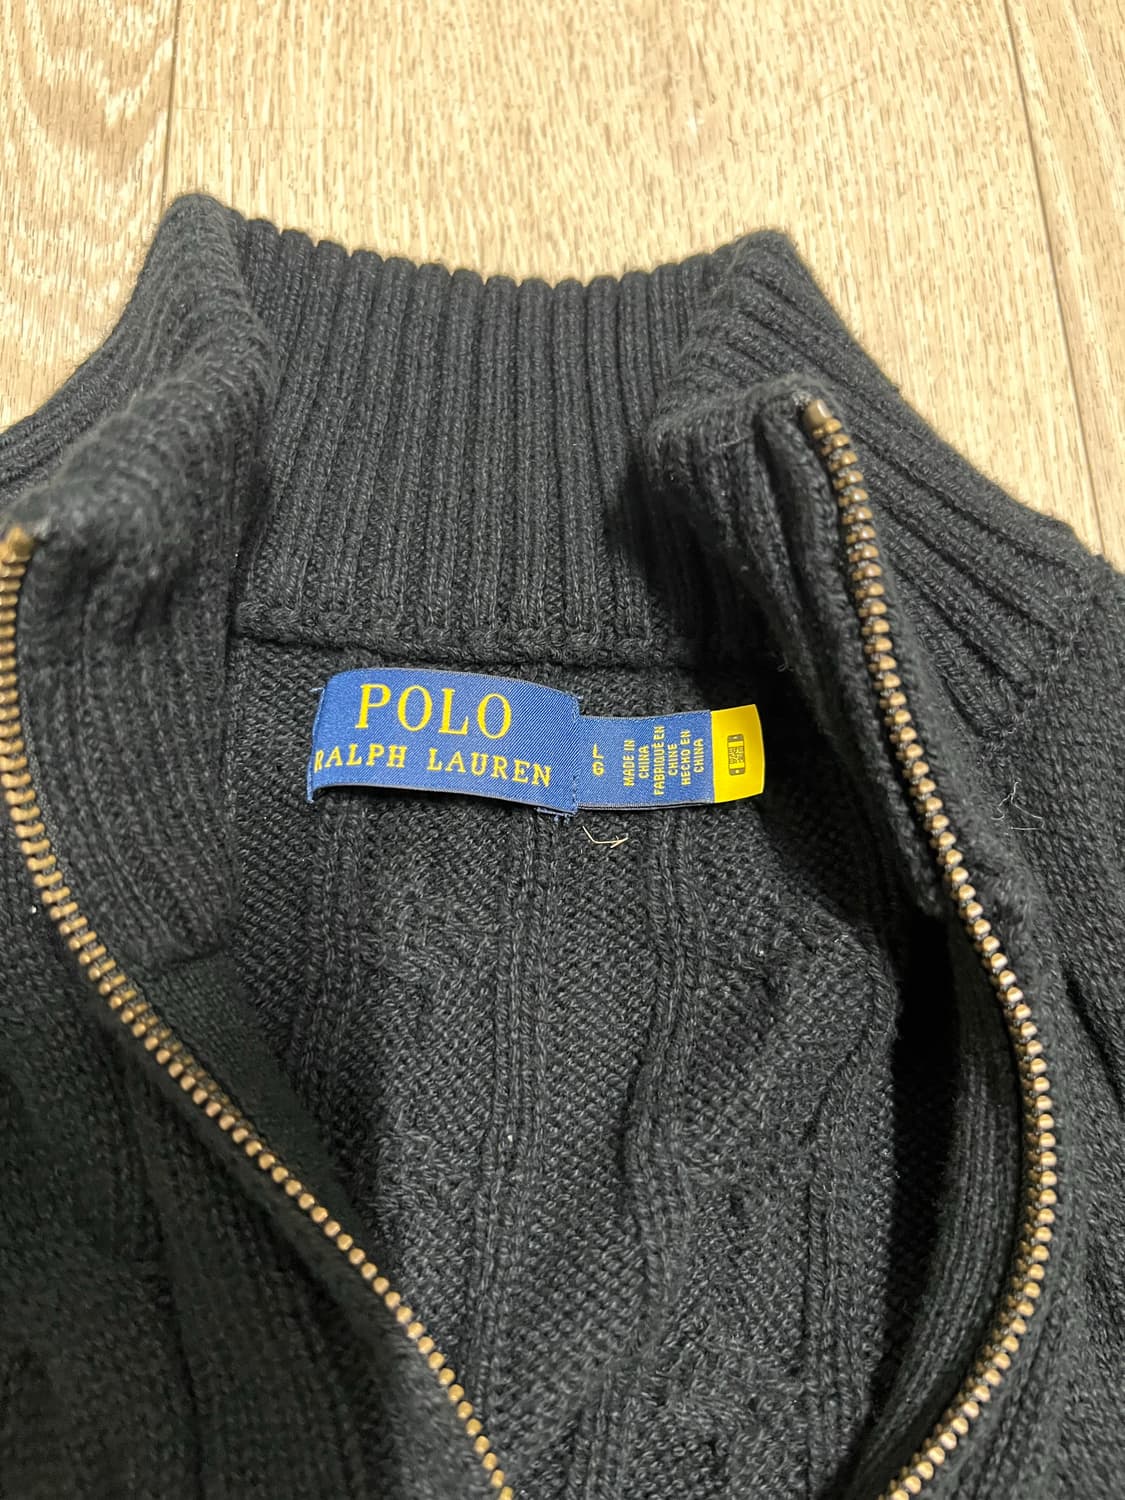 POLO
RALPH LAUREN
L
G
MADE IN
CHINA
FABRIQUÉ EN
CHINE
HECHO EN
CHINA